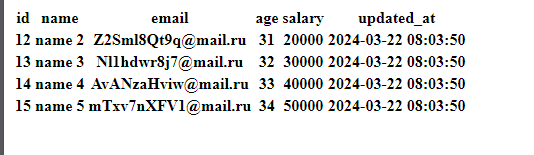 id name email age salary updated_at
12 name 2 Z2Sml8Qt9q@mail.ru 31 20000 2024-03-22 08:03:50
13 name 3 Nl1hdwr8j7@mail.ru 32 30000 2024-03-22 08:03:50
14 name 4 AvANzaHviw@mail.ru 33 40000 2024-03-22 08:03:50
15 name 5 mTxv7nXFV1@mail.ru 34 50000 2024-03-22 08:03:50